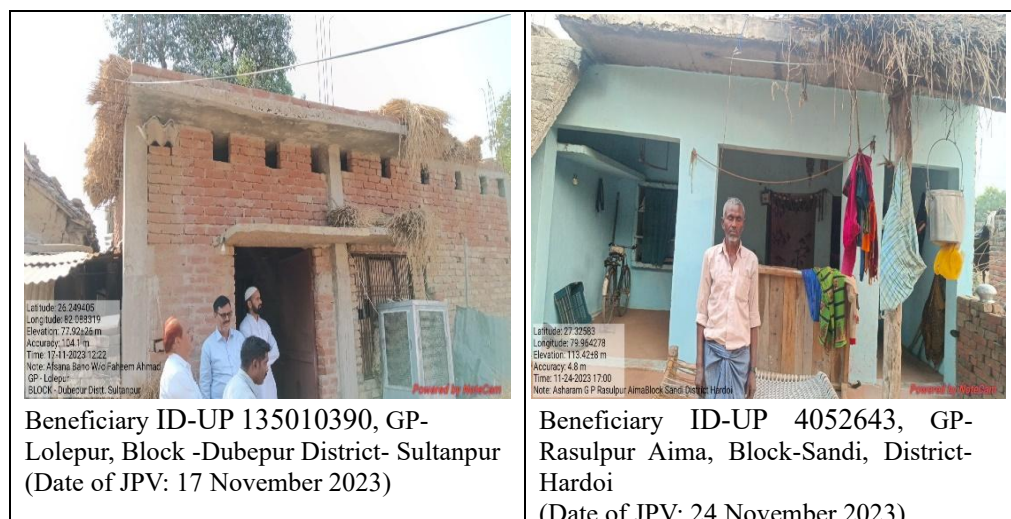 Latitude: 26.249405
Longitude: 82.088319
Elevation: 77.92±26 m
Accuracy: 104.1 m
Time: 17-11-2023 12:22
Note: Afsana Bano W/o Faheem Ahmad
GP - Lolepur
BLOCK - Dubepur Distt. Sultanpur
Powered by NoteCam
Beneficiary ID-UP 135010390, GP-
Lolepur, Block -Dubepur District- Sultanpur
(Date of JPV: 17 November 2023)
Latitude: 27.32583
Longitude: 79.964278
Elevation: 113.42±8 m
Accuracy: 4.8 m
Time: 11-24-2023 17:00
Note: Asharam G P Rasulpur AimaBlock Sandi District Hardoi
Powered by NoteCam
Beneficiary ID-UP 4052643, GP-
Rasulpur Aima, Block-Sandi, District-
Hardoi
(Date of JPV: 24 November 2023)